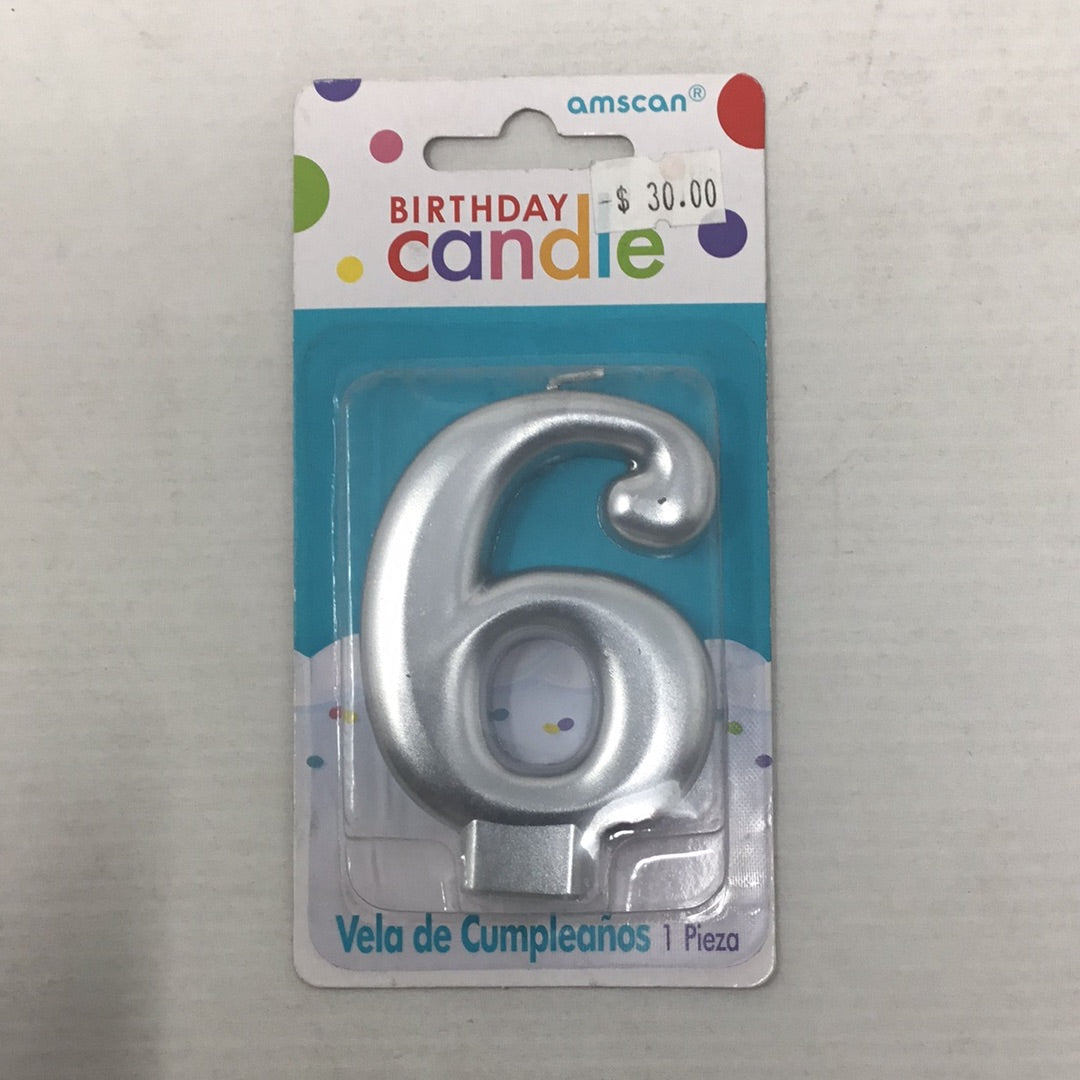 amscan®
-$ 30.00
BIRTHDAY
candle
6
Vela de Cumpleaños 1 Pieza